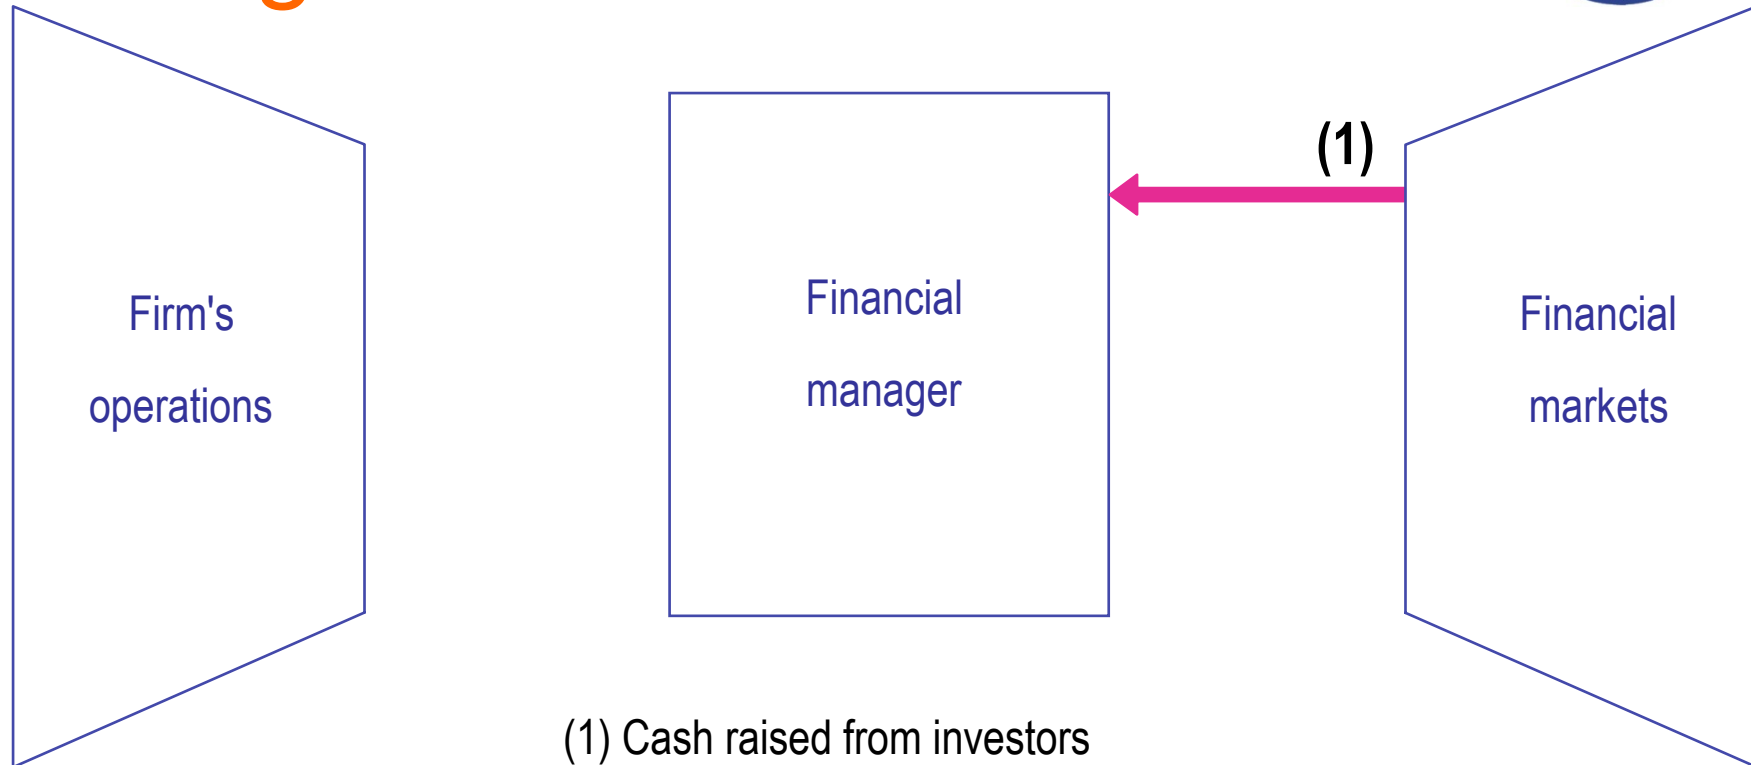 (1)
Firm's
operations
Financial
manager
Financial
markets
(1) Cash raised from investors